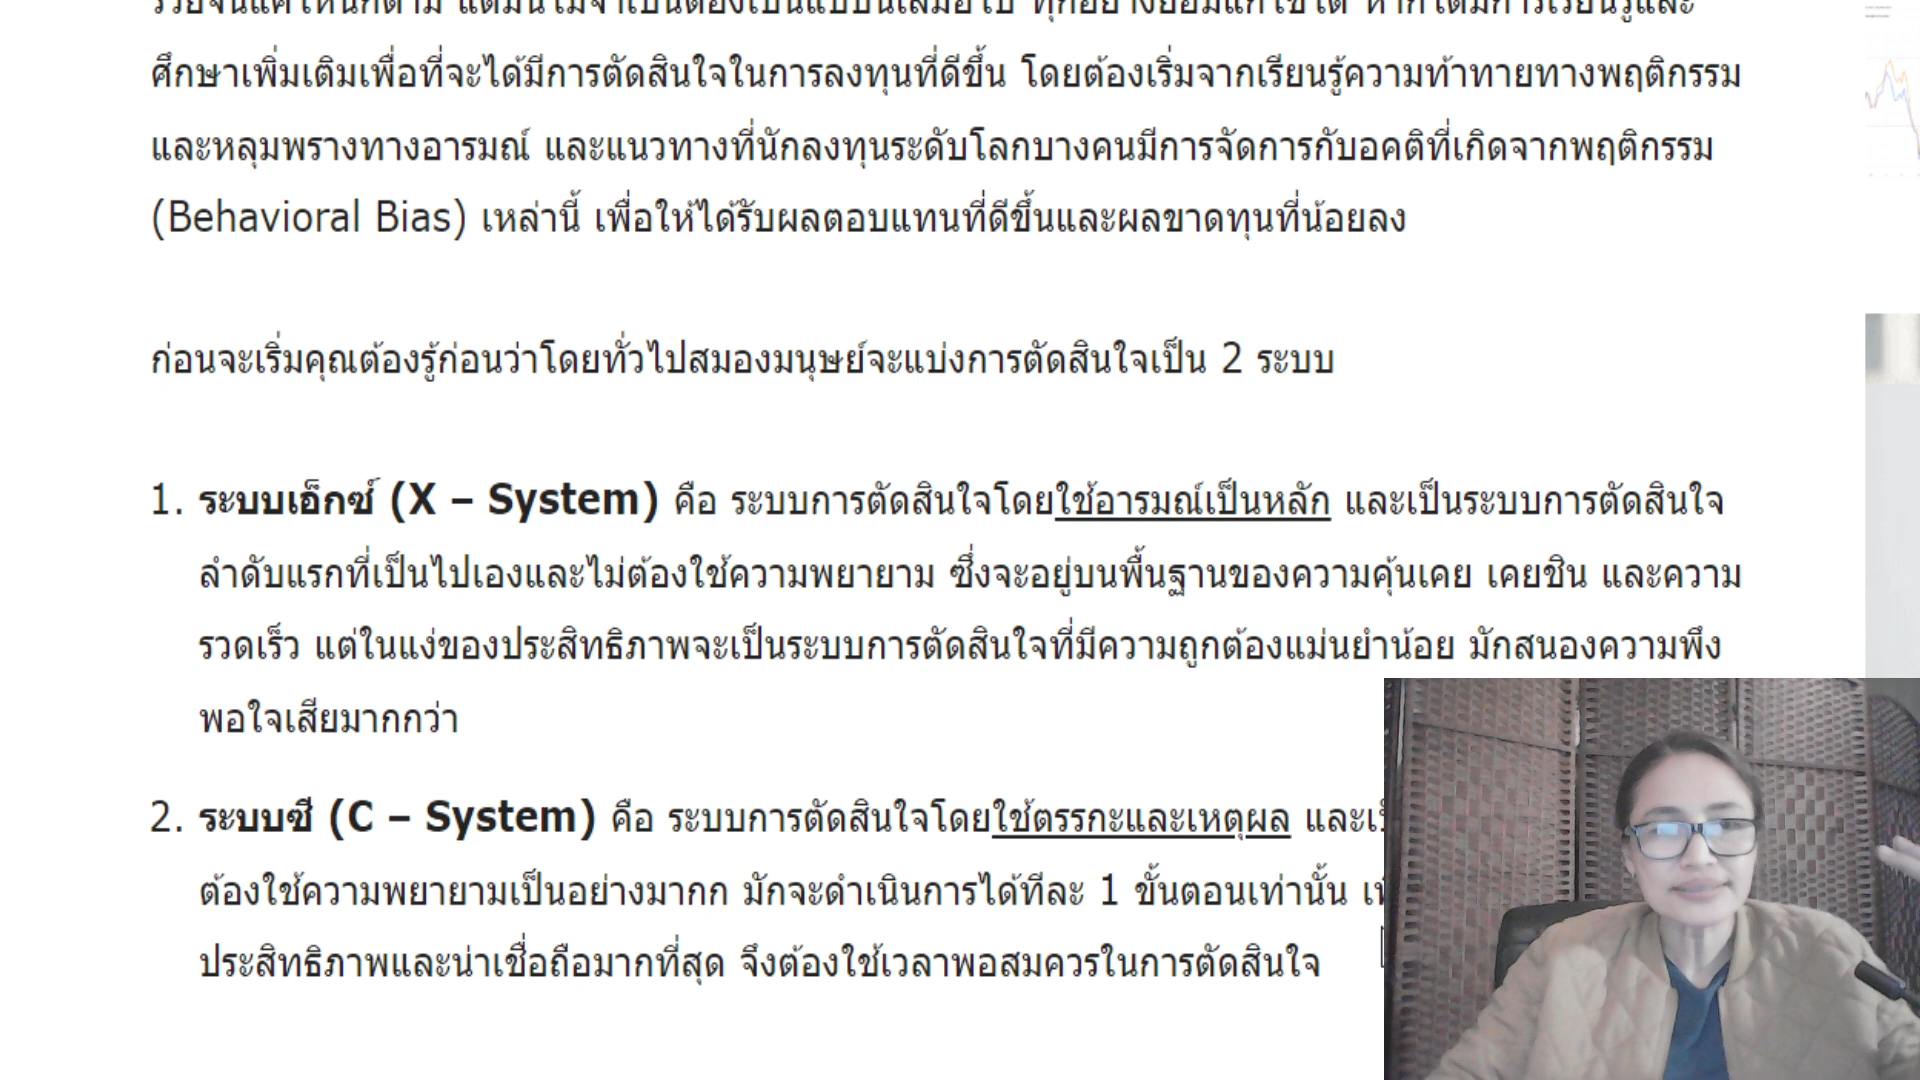 ศึกษาเพิ่มเติมเพื่อที่จะได้มีการตัดสินใจในการลงทุนที่ดีขึ้น โดยต้องเริ่มจากเรียนรู้ความท้าทายทางพฤติกรรม
และหลุมพรางทางอารมณ์ และแนวทางที่นักลงทุนระดับโลกบางคนมีการจัดการกับอคติที่เกิดจากพฤติกรรม
(Behavioral Bias) เหล่านี้ เพื่อให้ได้รับผลตอบแทนที่ดีขึ้นและผลขาดทุนที่น้อยลง
ก่อนจะเริ่มคุณต้องรู้ก่อนว่าโดยทั่วไปสมองมนุษย์จะแบ่งการตัดสินใจเป็น 2 ระบบ
1. ระบบเอ็กซ์ (X – System) คือ ระบบการตัดสินใจโดยใช้อารมณ์เป็นหลัก และเป็นระบบการตัดสินใจ
ลำดับแรกที่เป็นไปเองและไม่ต้องใช้ความพยายาม ซึ่งจะอยู่บนพื้นฐานของความคุ้นเคย เคยชิน และความ
รวดเร็ว แต่ในแง่ของประสิทธิภาพจะเป็นระบบการตัดสินใจที่มีความถูกต้องแม่นยำน้อย มักสนองความพึง
พอใจเสียมากกว่า
2. ระบบซี (C – System) คือ ระบบการตัดสินใจโดยใช้ตรรกะและเหตุผล
ต้องใช้ความพยายามเป็นอย่างมากก มักจะดำเนินการได้ทีละ 1 ขั้นตอนเท่านั้น
ประสิทธิภาพและน่าเชื่อถือมากที่สุด จึงต้องใช้เวลาพอสมควรในการตัดสินใจ